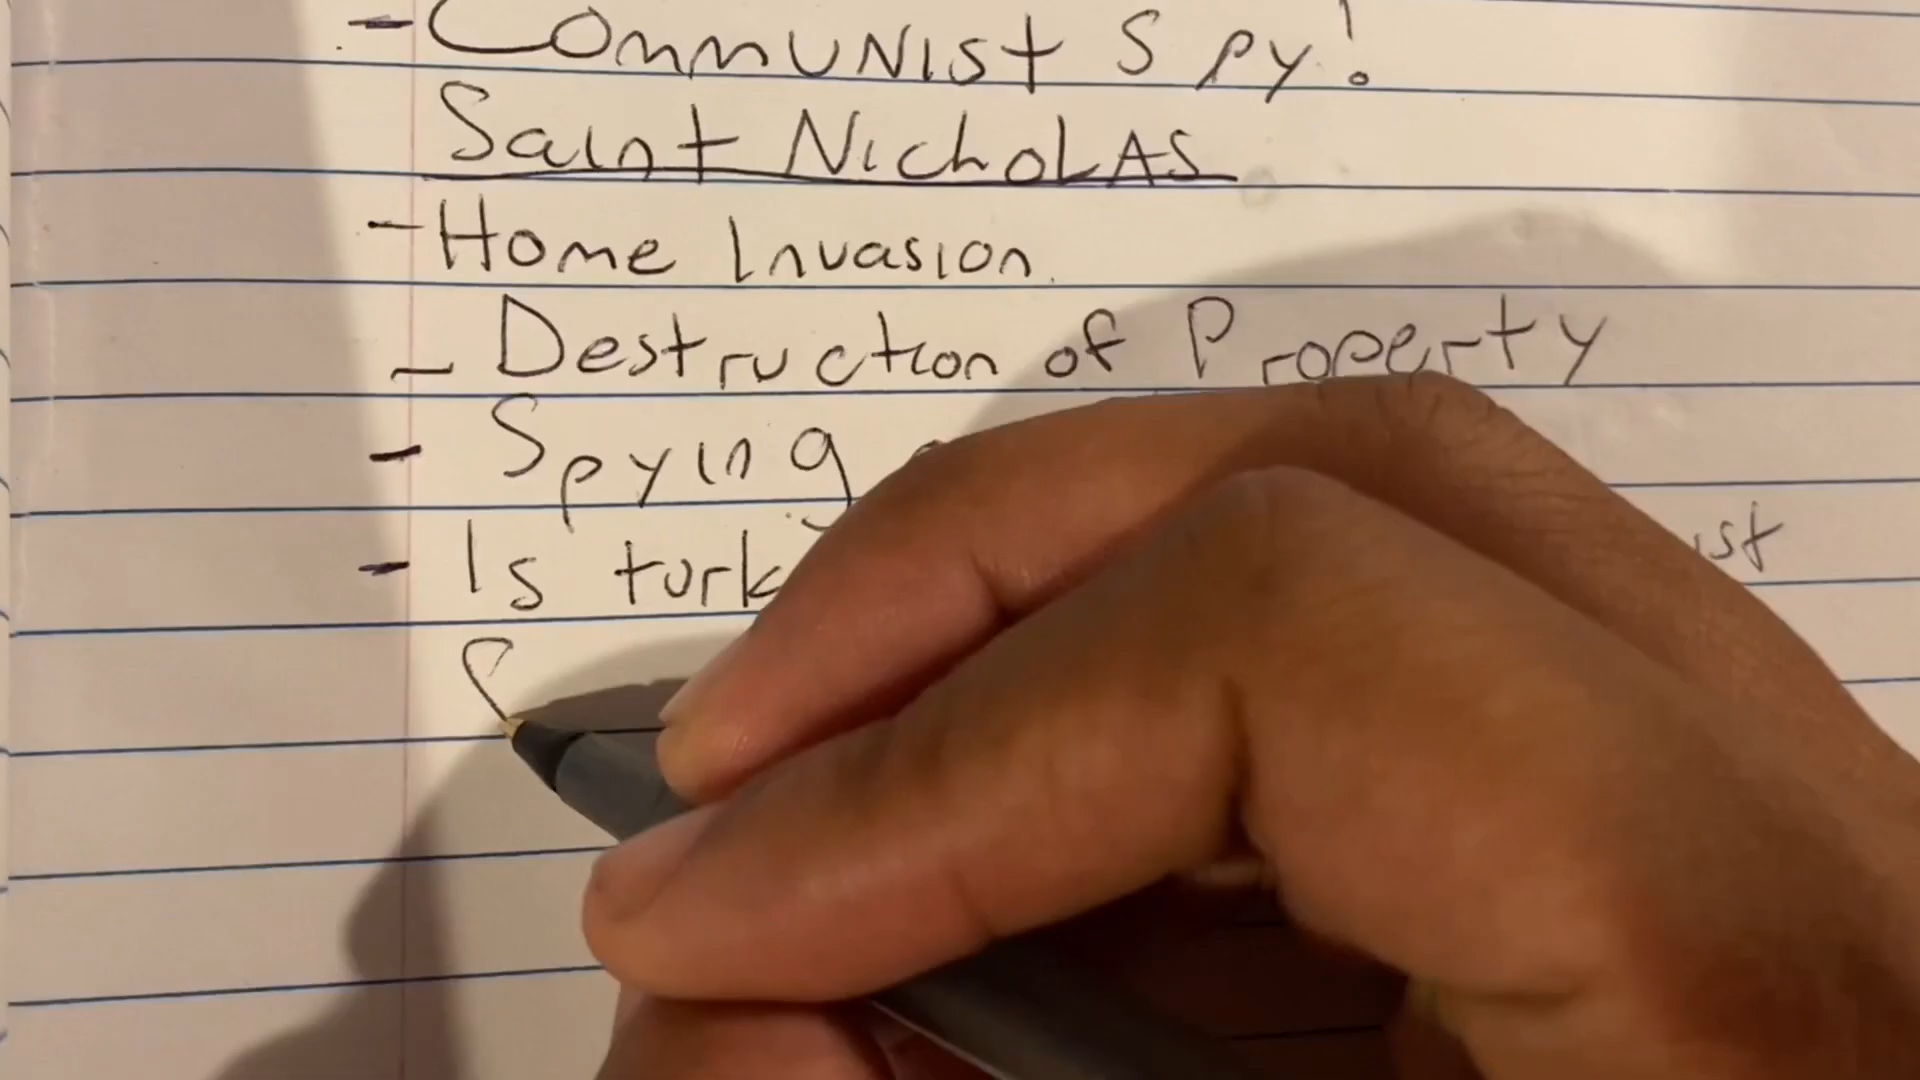 - COmmUNIst Spy!
Saint NichoLAS
- Home Invasion
- Destruction of Property
- Spying
- Is turk